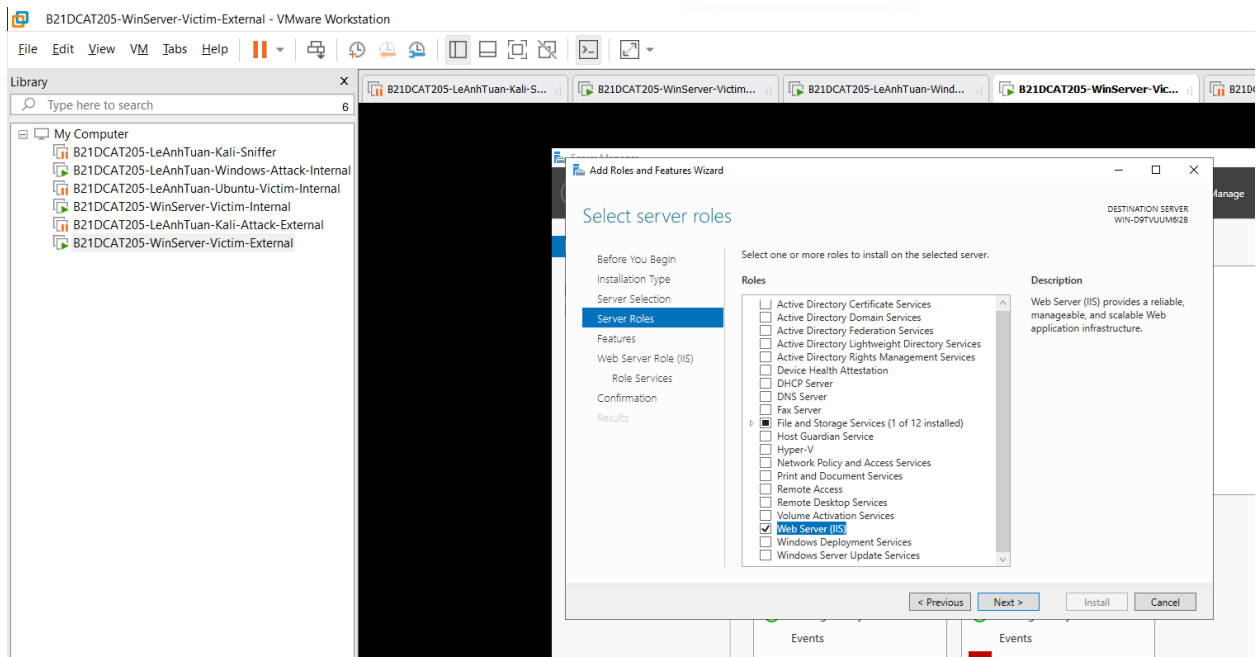 B21DCAT205-WinServer-Victim-External - VMware Workstation
File Edit View VM Tabs Help
Library X
Type here to search 6
My Computer
B21DCAT205-LeAnhTuan-Kali-Sniffer
B21DCAT205-LeAnhTuan-Windows-Attack-Internal
B21DCAT205-LeAnhTuan-Ubuntu-Victim-Internal
B21DCAT205-WinServer-Victim-Internal
B21DCAT205-LeAnhTuan-Kali-Attack-External
B21DCAT205-WinServer-Victim-External
B21DCAT205-LeAnhTuan-Kali-S... B21DCAT205-WinServer-Victim... B21DCAT205-LeAnhTuan-Wind... B21DCAT205-WinServer-Vic...
Manage
Add Roles and Features Wizard
Select server roles
DESTINATION SERVER
Before You Begin
Installation Type
Server Selection
Server Roles
Features
Web Server Role (IIS)
Role Services
Confirmation
Results
Select one or more roles to install on the selected server.
Roles
Active Directory Certificate Services
Active Directory Domain Services
Active Directory Federation Services
Active Directory Lightweight Directory Services
Active Directory Rights Management Services
Device Health Attestation
DHCP Server
DNS Server
Fax Server
File and Storage Services (1 of 12 installed)
Host Guardian Service
Hyper-V
Network Policy and Access Services
Print and Document Services
Remote Access
Remote Desktop Services
Volume Activation Services
Web Server (IIS)
Windows Deployment Services
Windows Server Update Services
Description
Web Server (IIS) provides a reliable,
manageable, and scalable Web
application infrastructure.
< Previous Next > Install Cancel
Events Events